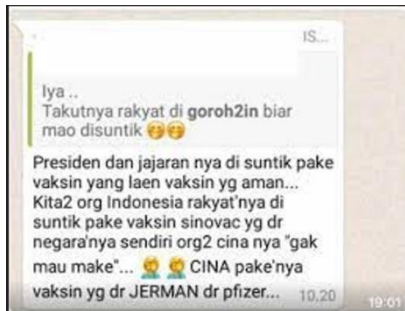 IS...
Iya ..
Takutnya rakyat di goroh2in biar
mao disuntik 🤭🤭
Presiden dan jajaran nya di suntik pake
vaksin yang laen vaksin yg aman...
Kita2 org Indonesia rakyat'nya di
suntik pake vaksin sinovac yg dr
negara'nya sendiri org2 cina nya "gak
mau make"... 🤦🤦 CINA pake'nya
vaksin yg dr JERMAN dr pfizer... 10.20
19:01